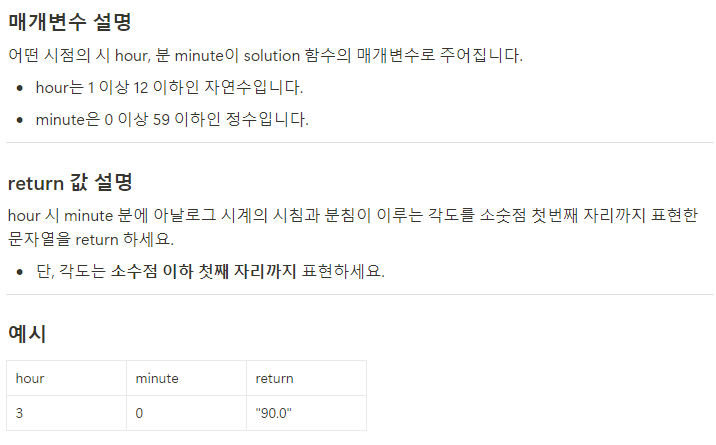 매개변수 설명
어떤 시점의 시 hour, 분 minute이 solution 함수의 매개변수로 주어집니다.
• hour는 1 이상 12 이하인 자연수입니다.
• minute은 0 이상 59 이하인 정수입니다.
return 값 설명
hour 시 minute 분에 아날로그 시계의 시침과 분침이 이루는 각도를 소숫점 첫번째 자리까지 표현한
문자열을 return 하세요.
• 단, 각도는 소수점 이하 첫째 자리까지 표현하세요.
예시
hour minute return
3 0 "90.0"